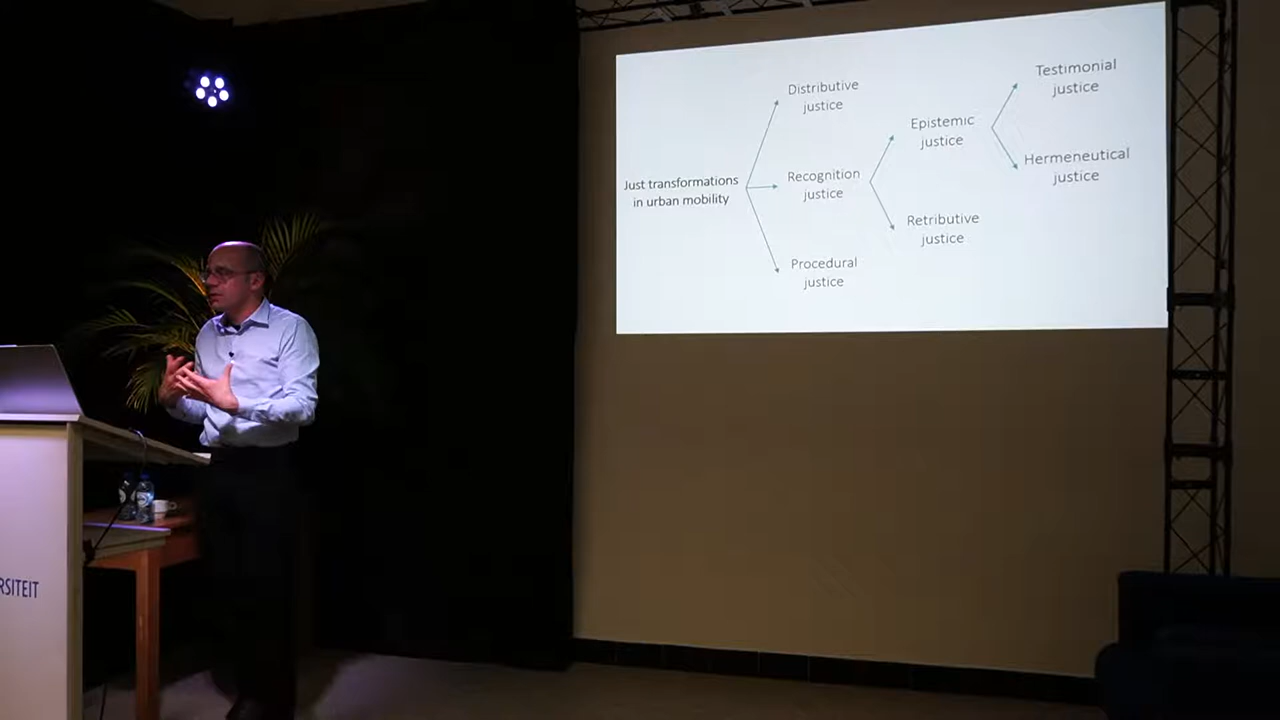 Just transformations
in urban mobility
Distributive
justice
Recognition
justice
Procedural
justice
Epistemic
justice
Retributive
justice
Testimonial
justice
Hermeneutical
justice
RSITEIT